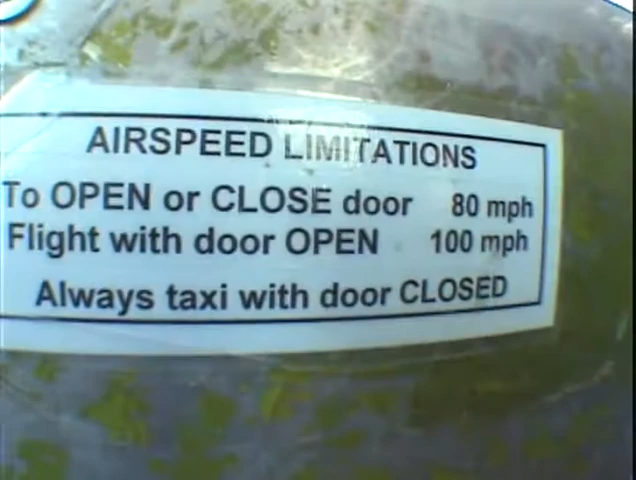 AIRSPEED LIMITATIONS
To OPEN or CLOSE door 80 mph
Flight with door OPEN 100 mph
Always taxi with door CLOSED